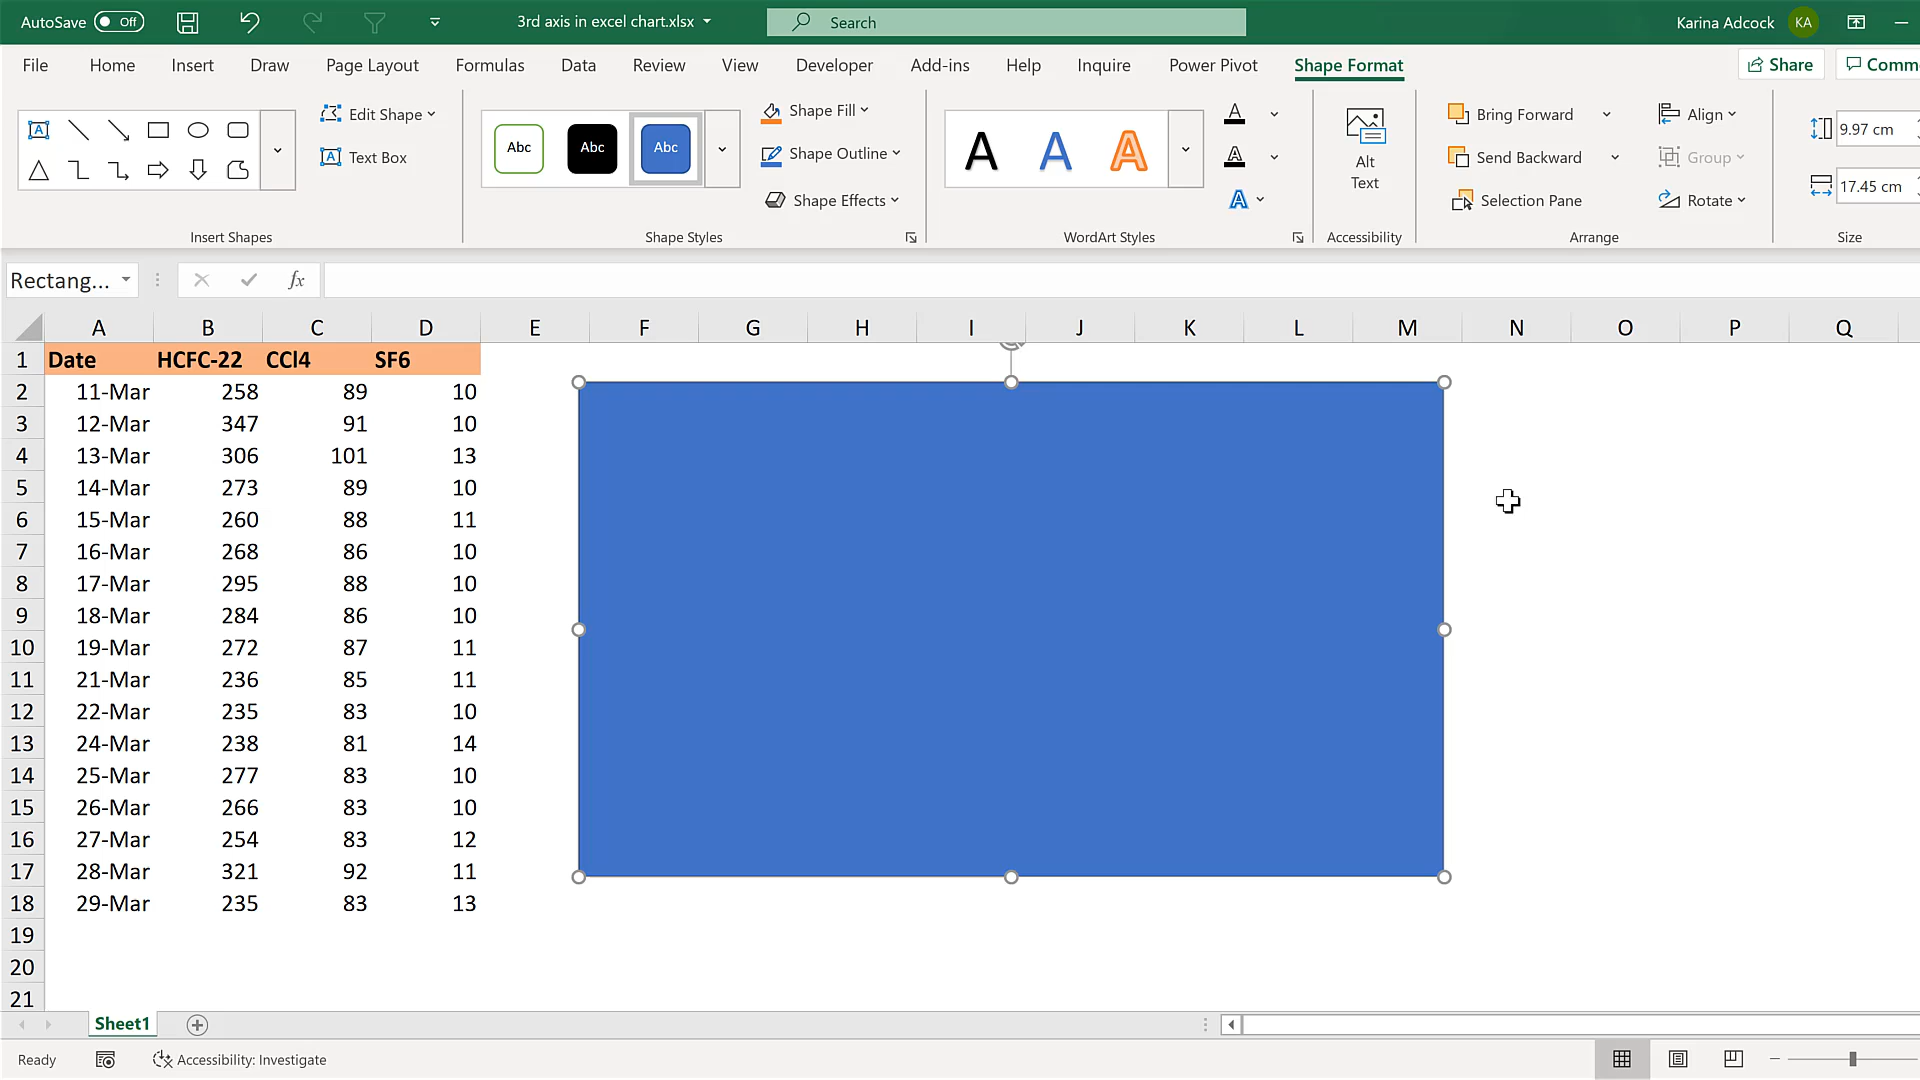 AutoSave Off 3rd axis in excel chart.xlsx Search Karina Adcock KA
File Home Insert Draw Page Layout Formulas Data Review View Developer Add-ins Help Inquire Power Pivot Shape Format Share Comm
Edit Shape
Text Box
Insert Shapes
Abc Abc Abc
Shape Fill
Shape Outline
Shape Effects
Shape Styles
A A A
WordArt Styles
Alt
Text
Accessibility
Bring Forward
Send Backward
Selection Pane
Align
Group
Rotate
Arrange
9.97 cm
17.45 cm
Size
Rectang... fx
A B C D E F G H I J K L M N O P Q
1 Date HCFC-22 CCl4 SF6
2 11-Mar 258 89 10
3 12-Mar 347 91 10
4 13-Mar 306 101 13
5 14-Mar 273 89 10
6 15-Mar 260 88 11
7 16-Mar 268 86 10
8 17-Mar 295 88 10
9 18-Mar 284 86 10
10 19-Mar 272 87 11
11 21-Mar 236 85 11
12 22-Mar 235 83 10
13 24-Mar 238 81 14
14 25-Mar 277 83 10
15 26-Mar 266 83 10
16 27-Mar 254 83 12
17 28-Mar 321 92 11
18 29-Mar 235 83 13
19
20
21
Sheet1
Ready Accessibility: Investigate